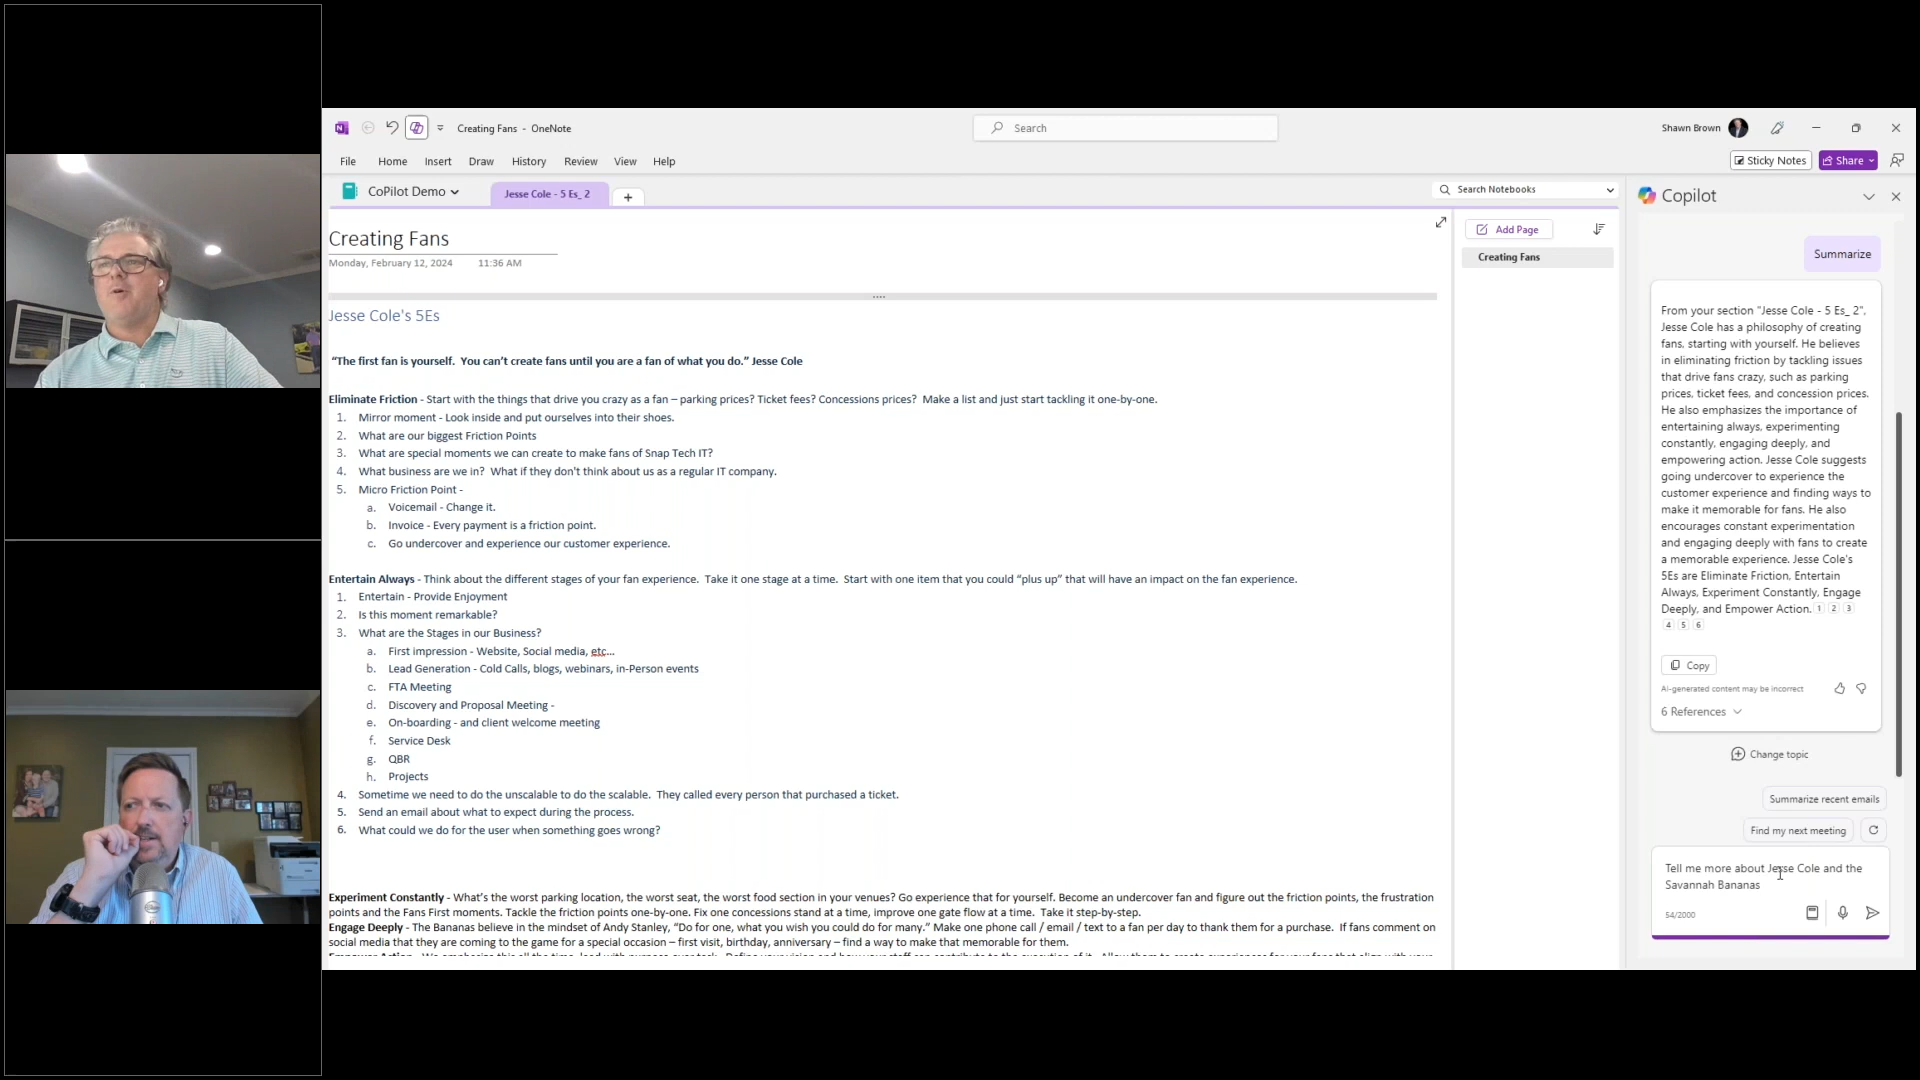 Creating Fans - OneNote
Search
Shawn Brown
File Home Insert Draw History Review View Help
Sticky Notes
Share
CoPilot Demo
Jesse Cole - 5 Es_ 2
+
Search Notebooks
Creating Fans
Monday, February 12, 2024 11:36 AM
Jesse Cole's 5Es
“The first fan is yourself. You can’t create fans until you are a fan of what you do.” Jesse Cole
Eliminate Friction - Start with the things that drive you crazy as a fan – parking prices? Ticket fees? Concessions prices? Make a list and just start tackling it one-by-one.
1. Mirror moment - Look inside and put ourselves into their shoes.
2. What are our biggest Friction Points
3. What are special moments we can create to make fans of Snap Tech IT?
4. What business are we in? What if they don't think about us as a regular IT company.
5. Micro Friction Point -
a. Voicemail - Change it.
b. Invoice - Every payment is a friction point.
c. Go undercover and experience our customer experience.
Entertain Always - Think about the different stages of your fan experience. Take it one stage at a time. Start with one item that you could “plus up” that will have an impact on the fan experience.
1. Entertain - Provide Enjoyment
2. Is this moment remarkable?
3. What are the Stages in our Business?
a. First impression - Website, Social media, etc...
b. Lead Generation - Cold Calls, blogs, webinars, in-Person events
c. FTA Meeting
d. Discovery and Proposal Meeting -
e. On-boarding - and client welcome meeting
f. Service Desk
g. QBR
h. Projects
4. Sometime we need to do the unscalable to do the scalable. They called every person that purchased a ticket.
5. Send an email about what to expect during the process.
6. What could we do for the user when something goes wrong?
Experiment Constantly - What’s the worst parking location, the worst seat, the worst food section in your venues? Go experience that for yourself. Become an undercover fan and figure out the friction points, the frustration
points and the Fans First moments. Tackle the friction points one-by-one. Fix one concessions stand at a time, improve one gate flow at a time. Take it step-by-step.
Engage Deeply - The Bananas believe in the mindset of Andy Stanley, “Do for one, what you wish you could do for many.” Make one phone call / email / text to a fan per day to thank them for a purchase. If fans comment on
social media that they are coming to the game for a special occasion – first visit, birthday, anniversary – find a way to make that memorable for them.
Add Page
Creating Fans
Copilot
Summarize
From your section "Jesse Cole - 5 Es_ 2",
Jesse Cole has a philosophy of creating
fans, starting with yourself. He believes
in eliminating friction by tackling issues
that drive fans crazy, such as parking
prices, ticket fees, and concession prices.
He also emphasizes the importance of
entertaining always, experimenting
constantly, engaging deeply, and
empowering action. Jesse Cole suggests
going undercover to experience the
customer experience and finding ways to
make it memorable for fans. He also
encourages constant experimentation
and engaging deeply with fans to create
a memorable experience. Jesse Cole's
5Es are Eliminate Friction, Entertain
Always, Experiment Constantly, Engage
Deeply, and Empower Action. 1 2 3
4 5 6
Copy
AI-generated content may be incorrect
6 References
Change topic
Summarize recent emails
Find my next meeting
Tell me more about Jesse Cole and the
Savannah Bananas
54/2000